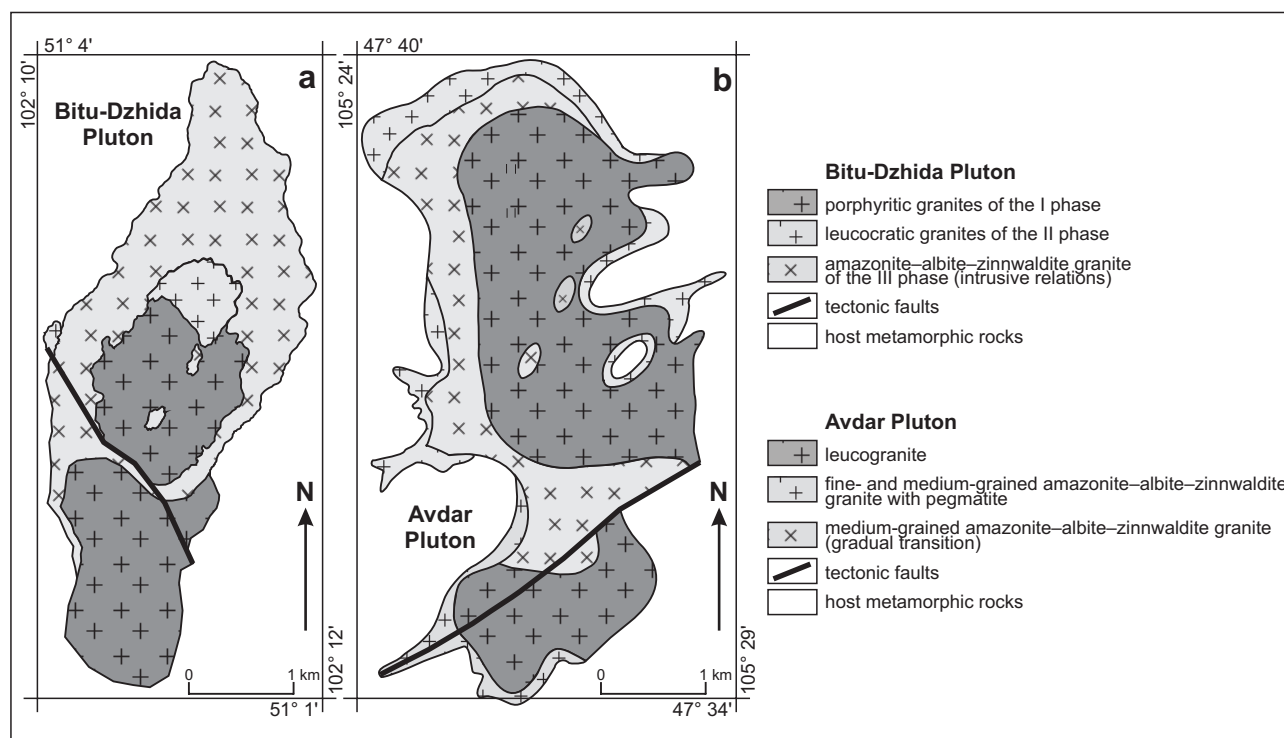 51° 4'
102° 10'
a
Bitu-Dzhida
Pluton
N
0
1 km
102° 12'
51° 1'
47° 40'
105° 24'
b
Avdar
Pluton
N
0
1 km
105° 29'
47° 34'
Bitu-Dzhida Pluton
porphyritic granites of the I phase
leucocratic granites of the II phase
amazonite–albite–zinnwaldite granite
of the III phase (intrusive relations)
tectonic faults
host metamorphic rocks
Avdar Pluton
leucogranite
fine- and medium-grained amazonite–albite–zinnwaldite
granite with pegmatite
medium-grained amazonite–albite–zinnwaldite granite
(gradual transition)
tectonic faults
host metamorphic rocks